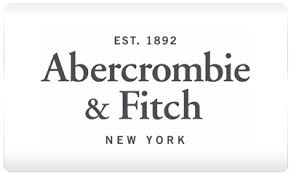 EST. 1892
Abercrombie
& Fitch
NEW YORK